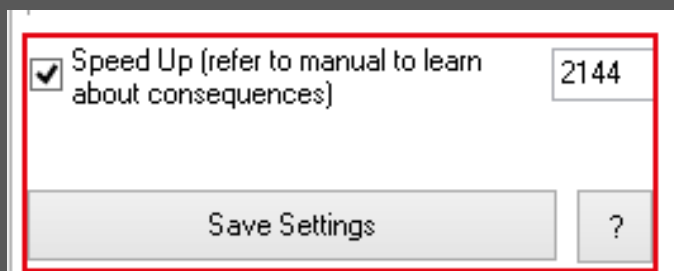 Speed Up (refer to manual to learn
about consequences)
2144
Save Settings
?